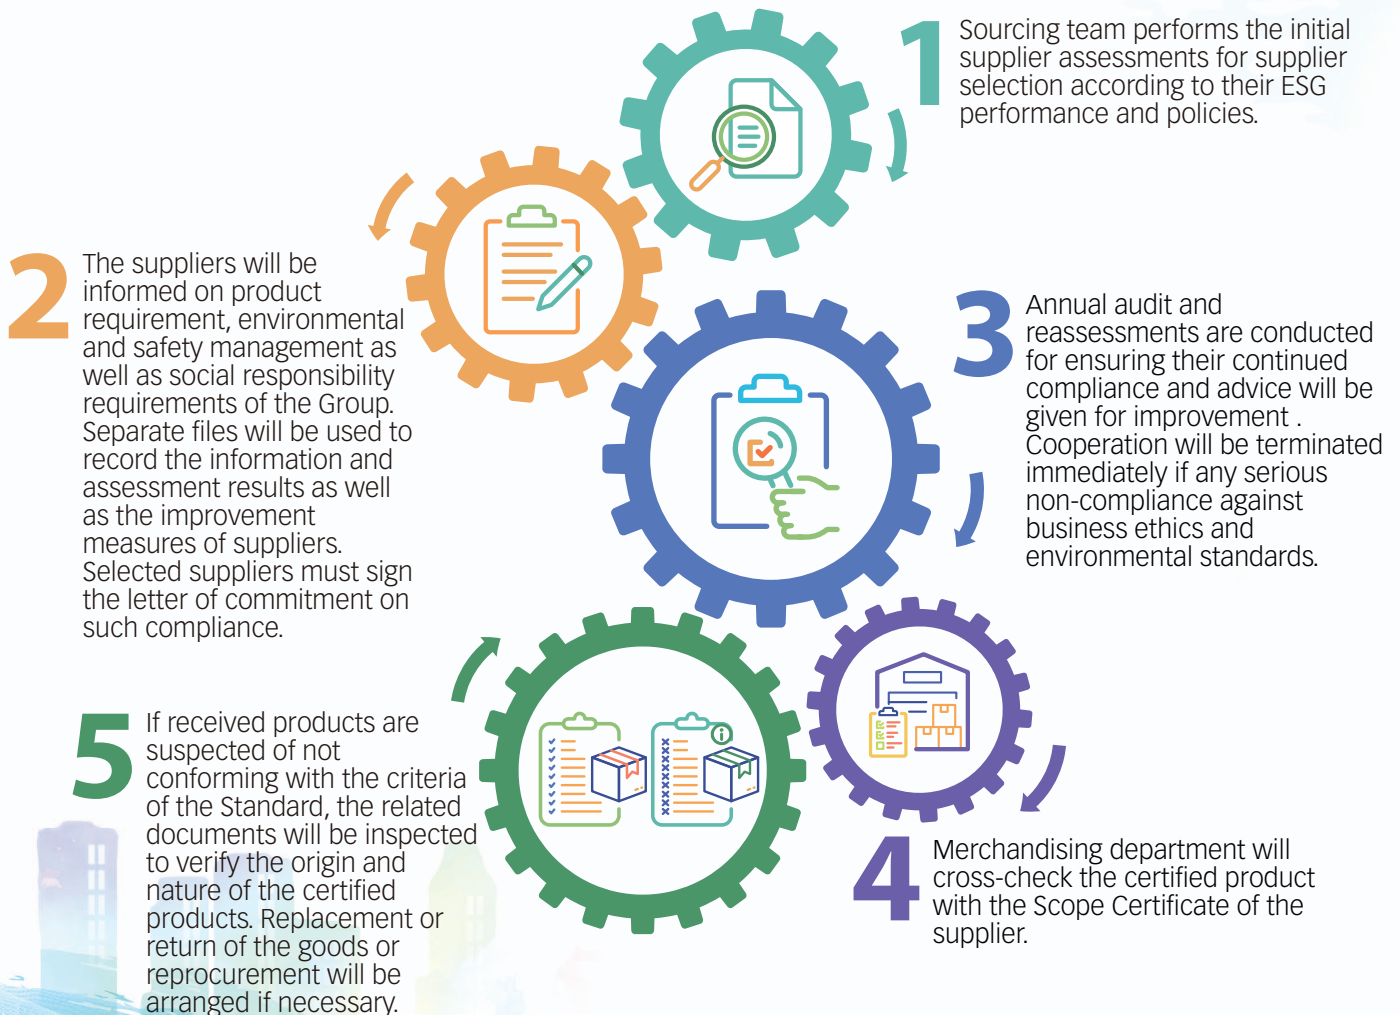 1
Sourcing team performs the initial
supplier assessments for supplier
selection according to their ESG
performance and policies.
2
The suppliers will be
informed on product
requirement, environmental
and safety management as
well as social responsibility
requirements of the Group.
Separate files will be used to
record the information and
assessment results as well
as the improvement
measures of suppliers.
Selected suppliers must sign
the letter of commitment on
such compliance.
3
Annual audit and
reassessments are conducted
for ensuring their continued
compliance and advice will be
given for improvement .
Cooperation will be terminated
immediately if any serious
non-compliance against
business ethics and
environmental standards.
4
Merchandising department will
cross-check the certified product
with the Scope Certificate of the
supplier.
5
If received products are
suspected of not
conforming with the criteria
of the Standard, the related
documents will be inspected
to verify the origin and
nature of the certified
products. Replacement or
return of the goods or
reprocurement will be
arranged if necessary.